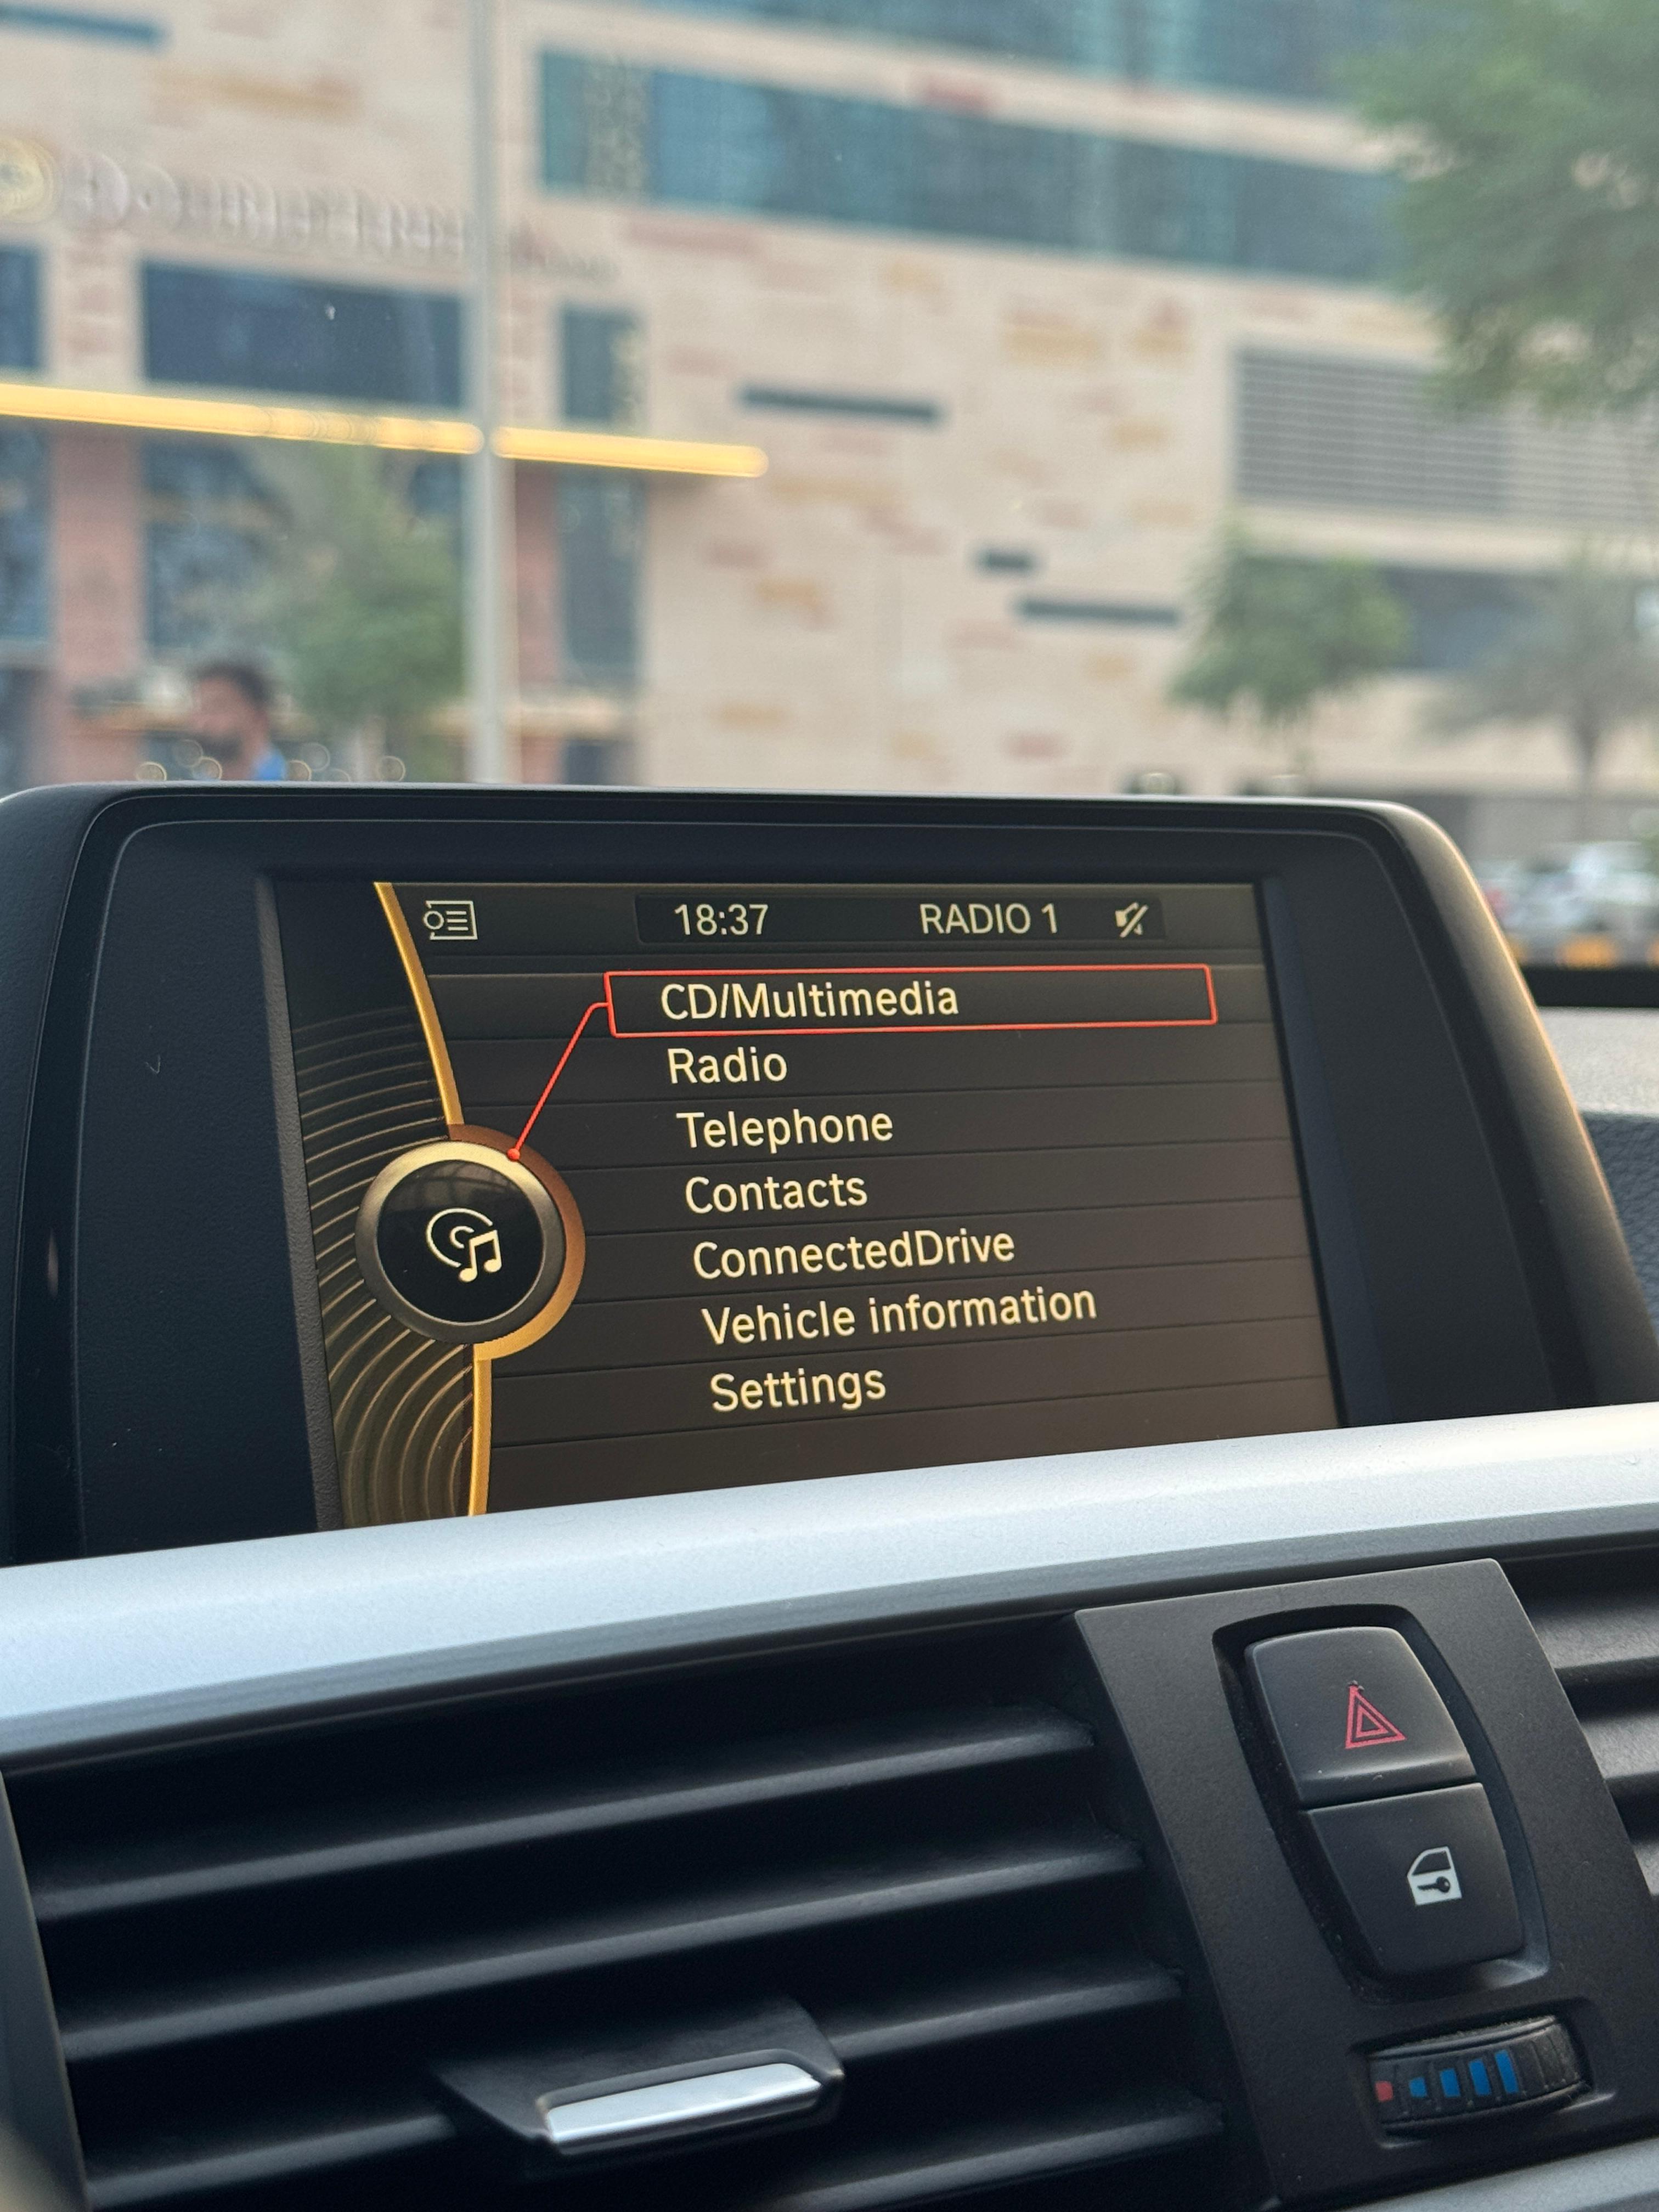 18:37 RADIO 1
CD/Multimedia
Radio
Telephone
Contacts
ConnectedDrive
Vehicle information
Settings